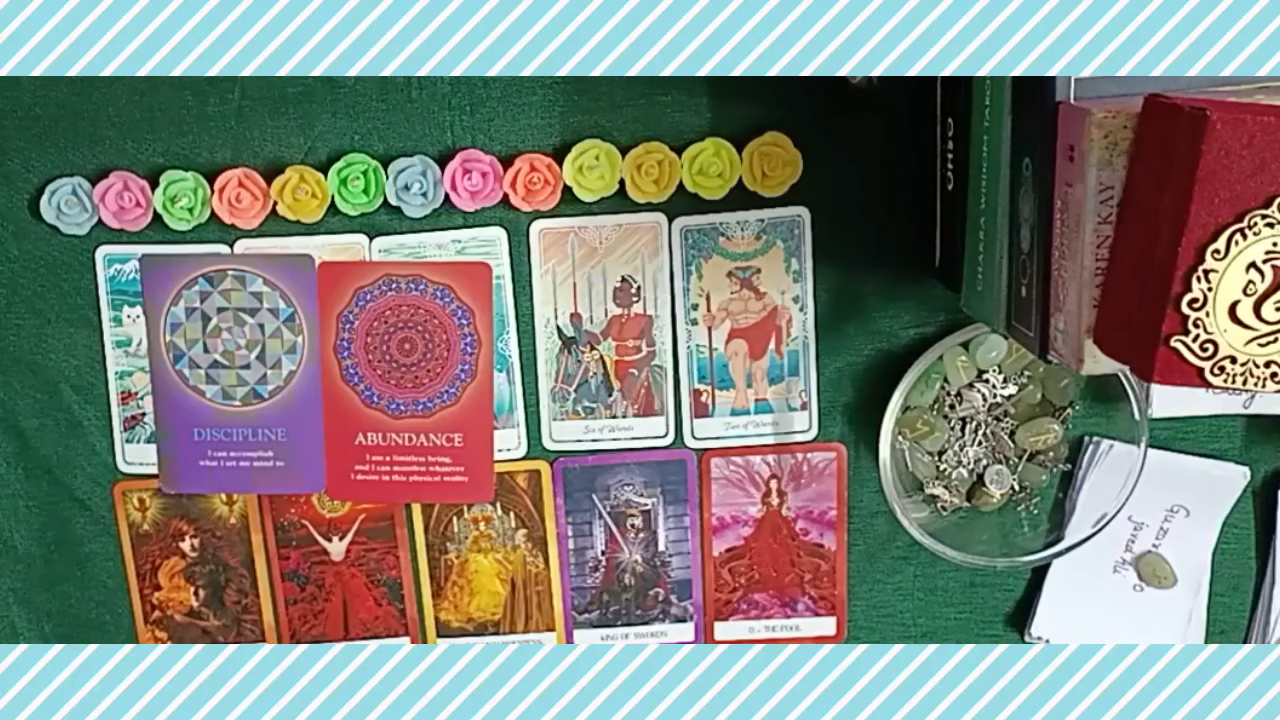 OSHO
CHAKRA WISDOM TAROT
KAREN KAY
DISCIPLINE
I can accomplish
what I set my mind to
ABUNDANCE
I am a limitless being,
and I can manifest whatever
I desire in this physical reality
Six of Wands
Two of Wands
KING OF SWORDS
0 . THE FOOL
javed Ali